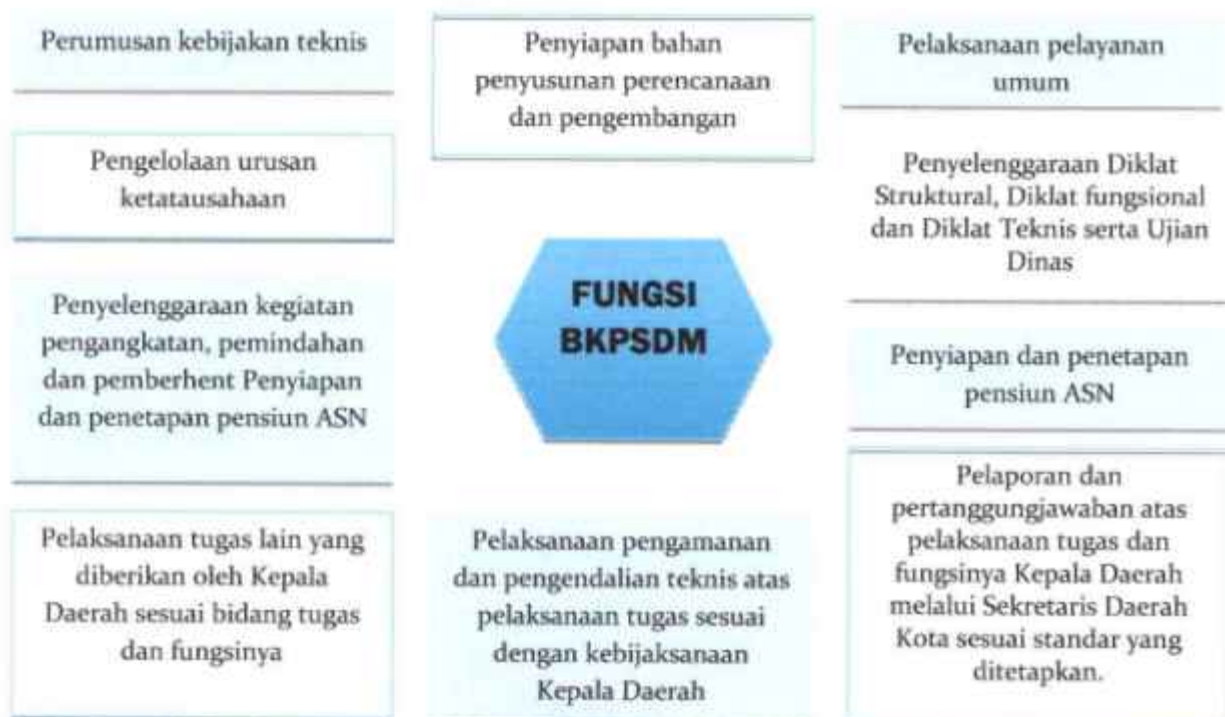 Perumusan kebijakan teknis
Penyiapan bahan
penyusunan perencanaan
dan pengembangan
Pelaksanaan pelayanan
umum
Pengelolaan urusan
ketatausahaan
Penyelenggaraan Diklat
Struktural, Diklat fungsional
dan Diklat Teknis serta Ujian
Dinas
FUNGSI
BKPSDM
Penyelenggaraan kegiatan
pengangkatan, pemindahan
dan pemberhent Penyiapan
dan penetapan pensiun ASN
Penyiapan dan penetapan
pensiun ASN
Pelaksanaan tugas lain yang
diberikan oleh Kepala
Daerah sesuai bidang tugas
dan fungsinya
Pelaksanaan pengamanan
dan pengendalian teknis atas
pelaksanaan tugas sesuai
dengan kebijaksanaan
Kepala Daerah
Pelaporan dan
pertanggungjawaban atas
pelaksanaan tugas dan
fungsinya Kepala Daerah
melalui Sekretaris Daerah
Kota sesuai standar yang
ditetapkan.